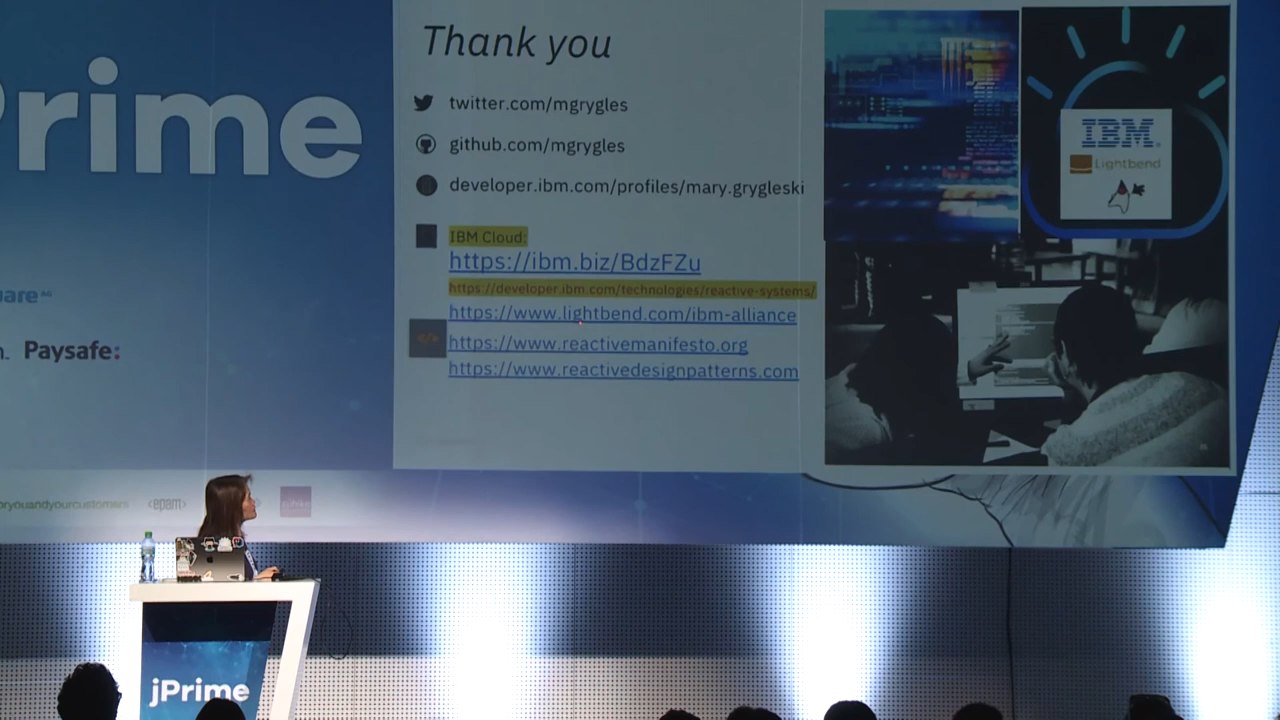 Prime
Thank you
twitter.com/mgrygles
github.com/mgrygles
developer.ibm.com/profiles/mary.grygleski
IBM Cloud:
https://ibm.biz/BdzFZu
https://developer.ibm.com/technologies/reactive-systems/
https://www.lightbend.com/ibm-alliance
https://www.reactivemanifesto.org
https://www.reactivedesignpatterns.com
IBM
Lightbend
Paysafe:
<epam>
jPrime